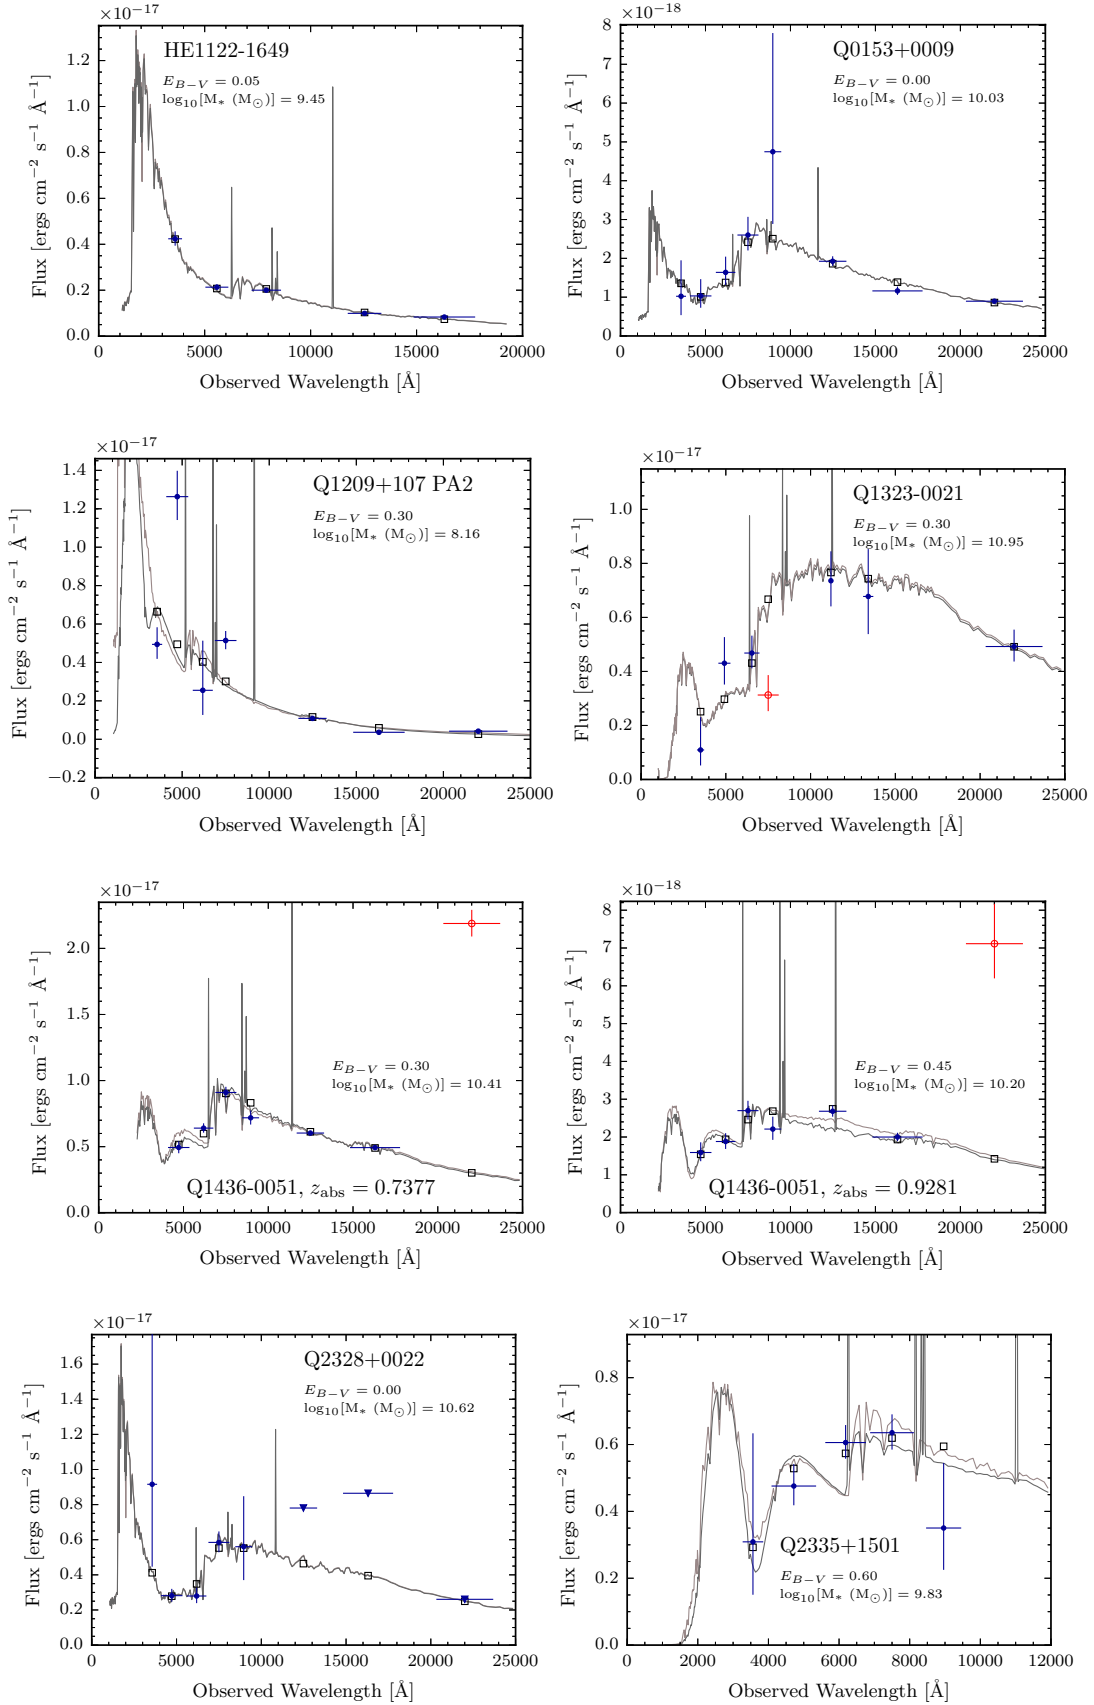 ×10⁻¹⁷
HE1122-1649
E_{B−V} = 0.05
log₁₀[M∗ (M⊙)] = 9.45
Flux [ergs cm⁻² s⁻¹ Å⁻¹]
1.2
1.0
0.8
0.6
0.4
0.2
0.0
0 5000 10000 15000 20000
Observed Wavelength [Å]
×10⁻¹⁸
Q0153+0009
E_{B−V} = 0.00
log₁₀[M∗ (M⊙)] = 10.03
Flux [ergs cm⁻² s⁻¹ Å⁻¹]
8
7
6
5
4
3
2
1
0
0 5000 10000 15000 20000 25000
Observed Wavelength [Å]
×10⁻¹⁷
Q1209+107 PA2
E_{B−V} = 0.30
log₁₀[M∗ (M⊙)] = 8.16
Flux [ergs cm⁻² s⁻¹ Å⁻¹]
1.4
1.2
1.0
0.8
0.6
0.4
0.2
0.0
−0.2
0 5000 10000 15000 20000 25000
Observed Wavelength [Å]
×10⁻¹⁷
Q1323-0021
E_{B−V} = 0.30
log₁₀[M∗ (M⊙)] = 10.95
Flux [ergs cm⁻² s⁻¹ Å⁻¹]
1.0
0.8
0.6
0.4
0.2
0.0
0 5000 10000 15000 20000 25000
Observed Wavelength [Å]
×10⁻¹⁷
E_{B−V} = 0.30
log₁₀[M∗ (M⊙)] = 10.41
Q1436-0051, z_abs = 0.7377
Flux [ergs cm⁻² s⁻¹ Å⁻¹]
2.0
1.5
1.0
0.5
0.0
0 5000 10000 15000 20000 25000
Observed Wavelength [Å]
×10⁻¹⁸
E_{B−V} = 0.45
log₁₀[M∗ (M⊙)] = 10.20
Q1436-0051, z_abs = 0.9281
Flux [ergs cm⁻² s⁻¹ Å⁻¹]
8
7
6
5
4
3
2
1
0
0 5000 10000 15000 20000 25000
Observed Wavelength [Å]
×10⁻¹⁷
Q2328+0022
E_{B−V} = 0.00
log₁₀[M∗ (M⊙)] = 10.62
Flux [ergs cm⁻² s⁻¹ Å⁻¹]
1.6
1.4
1.2
1.0
0.8
0.6
0.4
0.2
0.0
0 5000 10000 15000 20000 25000
Observed Wavelength [Å]
×10⁻¹⁷
Q2335+1501
E_{B−V} = 0.60
log₁₀[M∗ (M⊙)] = 9.83
Flux [ergs cm⁻² s⁻¹ Å⁻¹]
0.8
0.6
0.4
0.2
0.0
0 2000 4000 6000 8000 10000 12000
Observed Wavelength [Å]